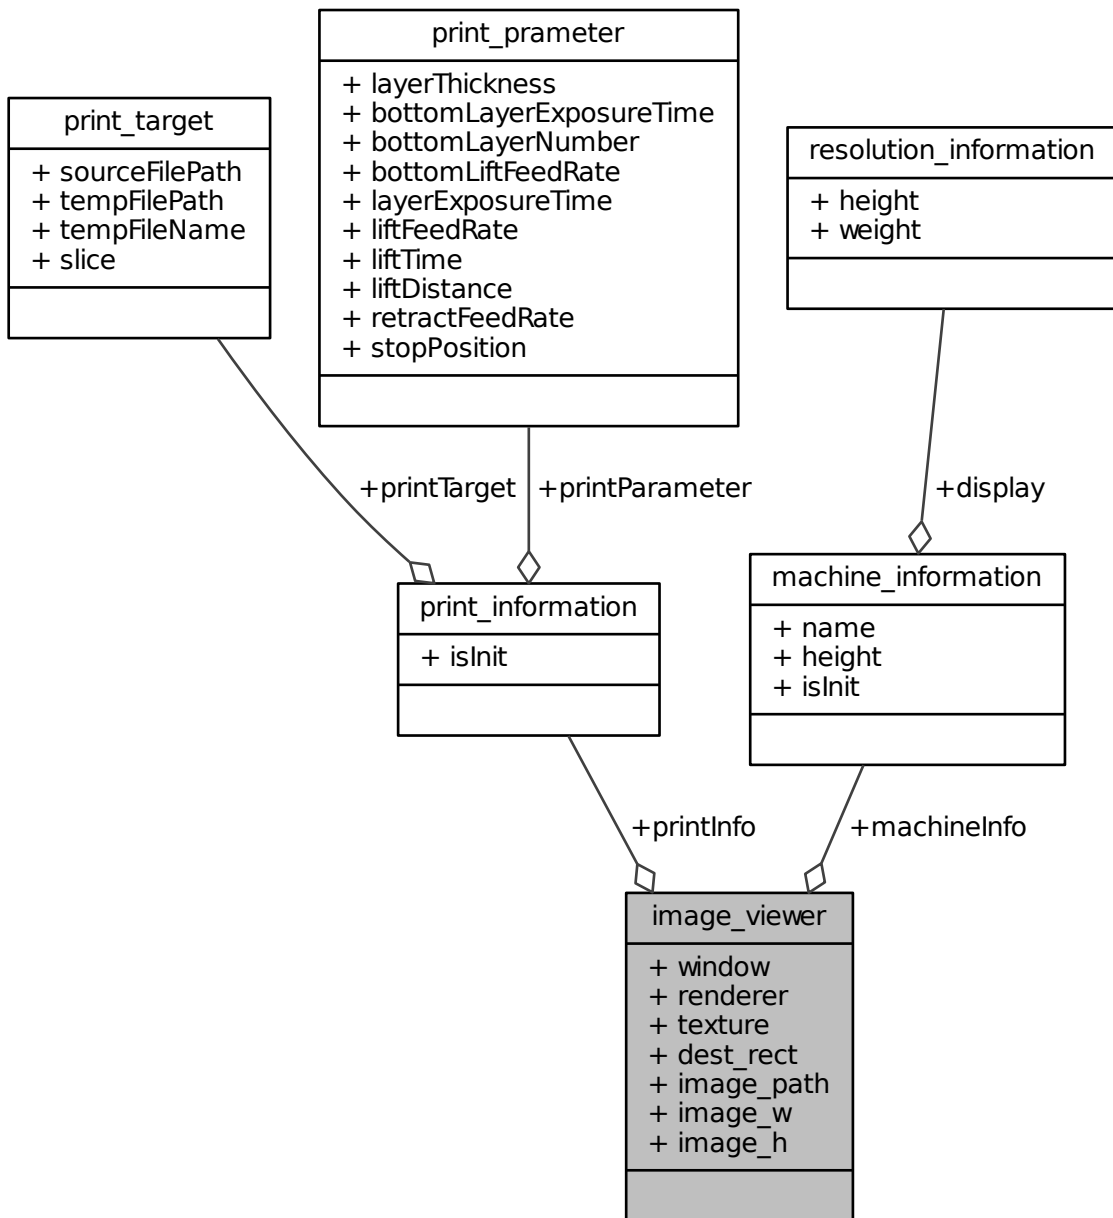 print_prameter
+ layerThickness
+ bottomLayerExposureTime
+ bottomLayerNumber
+ bottomLiftFeedRate
+ layerExposureTime
+ liftFeedRate
+ liftTime
+ liftDistance
+ retractFeedRate
+ stopPosition
print_target
+ sourceFilePath
+ tempFilePath
+ tempFileName
+ slice
resolution_information
+ height
+ weight
+printTarget
+printParameter
+display
print_information
+ isInit
machine_information
+ name
+ height
+ isInit
+printInfo
+machineInfo
image_viewer
+ window
+ renderer
+ texture
+ dest_rect
+ image_path
+ image_w
+ image_h